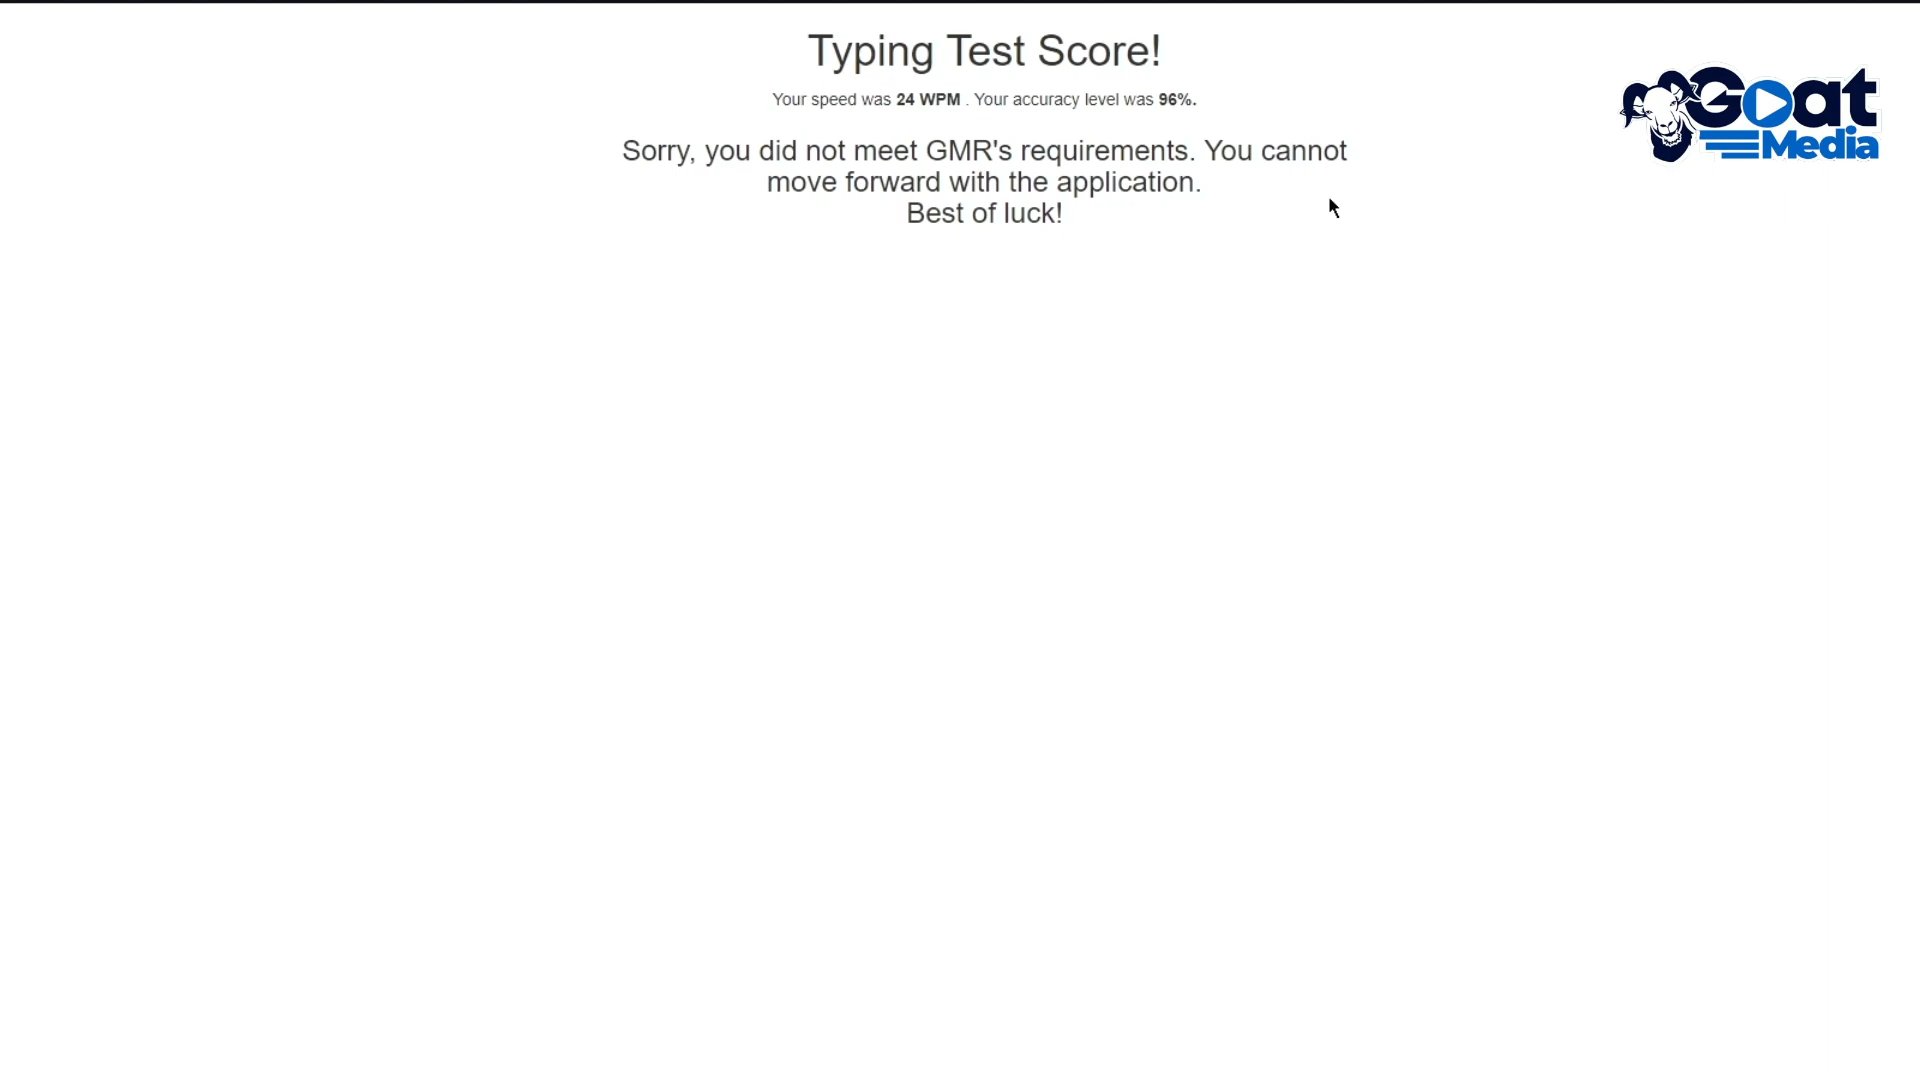 Typing Test Score!
Your speed was 24 WPM . Your accuracy level was 96%.
Sorry, you did not meet GMR's requirements. You cannot
move forward with the application.
Best of luck!
Goat
Media